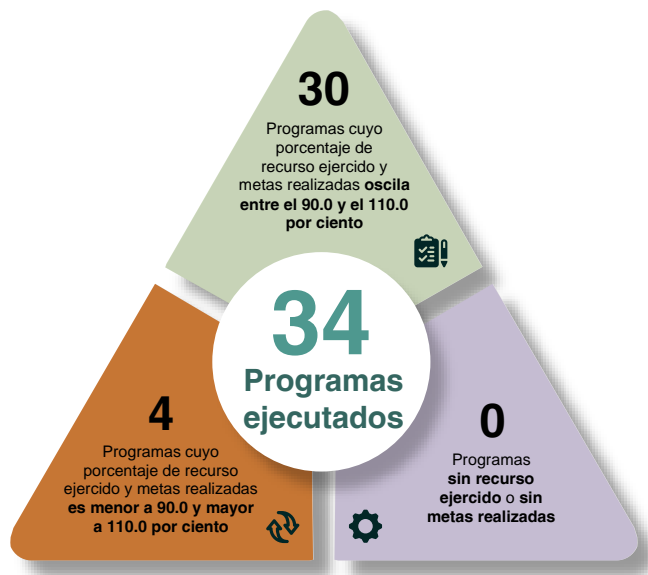 30
Programas cuyo
porcentaje de
recurso ejercido y
metas realizadas oscila
entre el 90.0 y el 110.0
por ciento
34
Programas
ejecutados
4
Programas cuyo
porcentaje de recurso
ejercido y metas realizadas
es menor a 90.0 y mayor
a 110.0 por ciento
0
Programas
sin recurso
ejercido o sin
metas realizadas